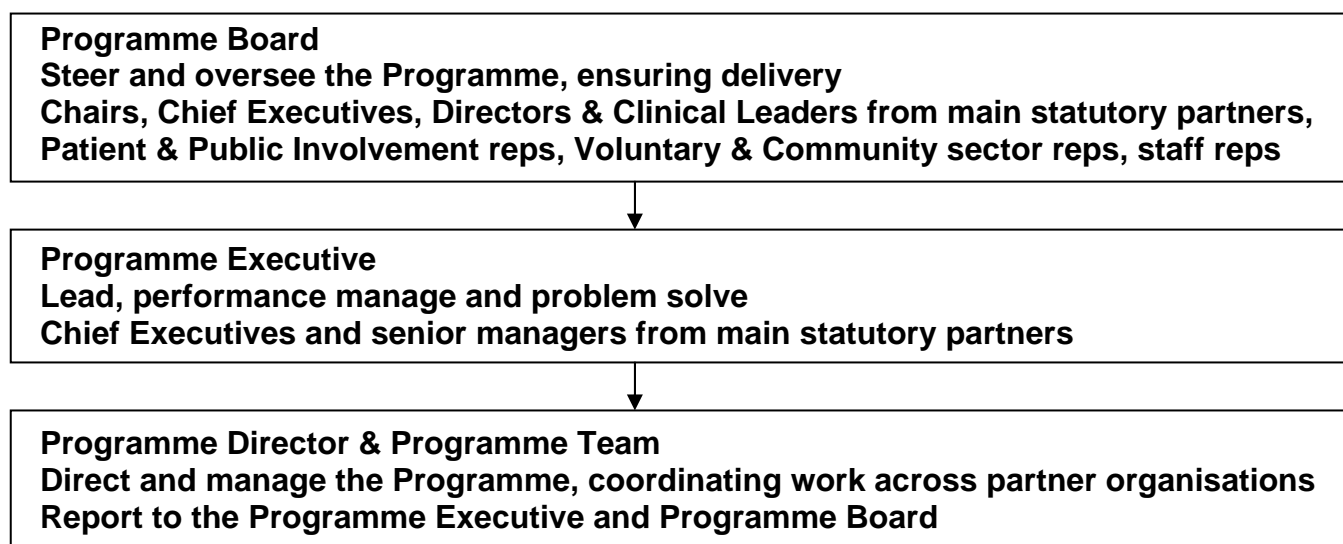 Programme Board
Steer and oversee the Programme, ensuring delivery
Chairs, Chief Executives, Directors & Clinical Leaders from main statutory partners,
Patient & Public Involvement reps, Voluntary & Community sector reps, staff reps
Programme Executive
Lead, performance manage and problem solve
Chief Executives and senior managers from main statutory partners
Programme Director & Programme Team
Direct and manage the Programme, coordinating work across partner organisations
Report to the Programme Executive and Programme Board